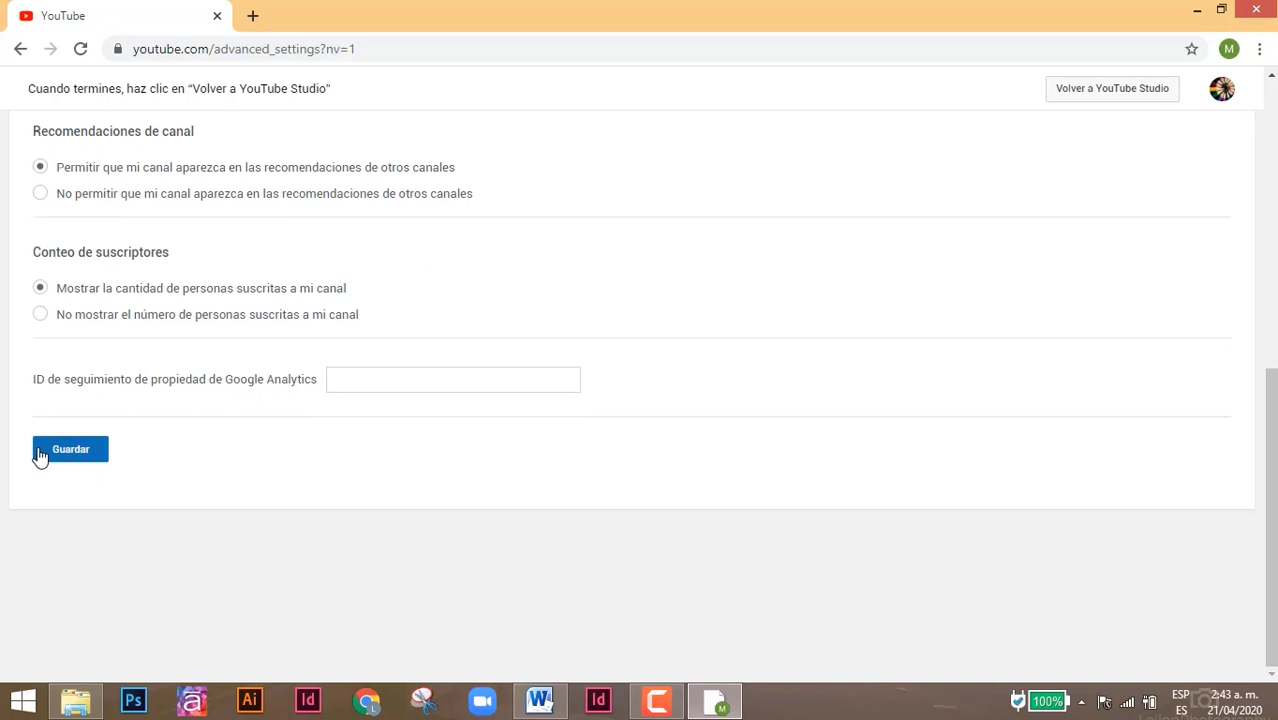 YouTube
youtube.com/advanced_settings?nv=1
M
Cuando termines, haz clic en “Volver a YouTube Studio”
Volver a YouTube Studio
Recomendaciones de canal
Permitir que mi canal aparezca en las recomendaciones de otros canales
No permitir que mi canal aparezca en las recomendaciones de otros canales
Conteo de suscriptores
Mostrar la cantidad de personas suscritas a mi canal
No mostrar el número de personas suscritas a mi canal
ID de seguimiento de propiedad de Google Analytics
Guardar
Ps
a
Ai
Id
L
W
Id
C
M
100%
ESP
ES
2:43 a. m.
21/04/2020